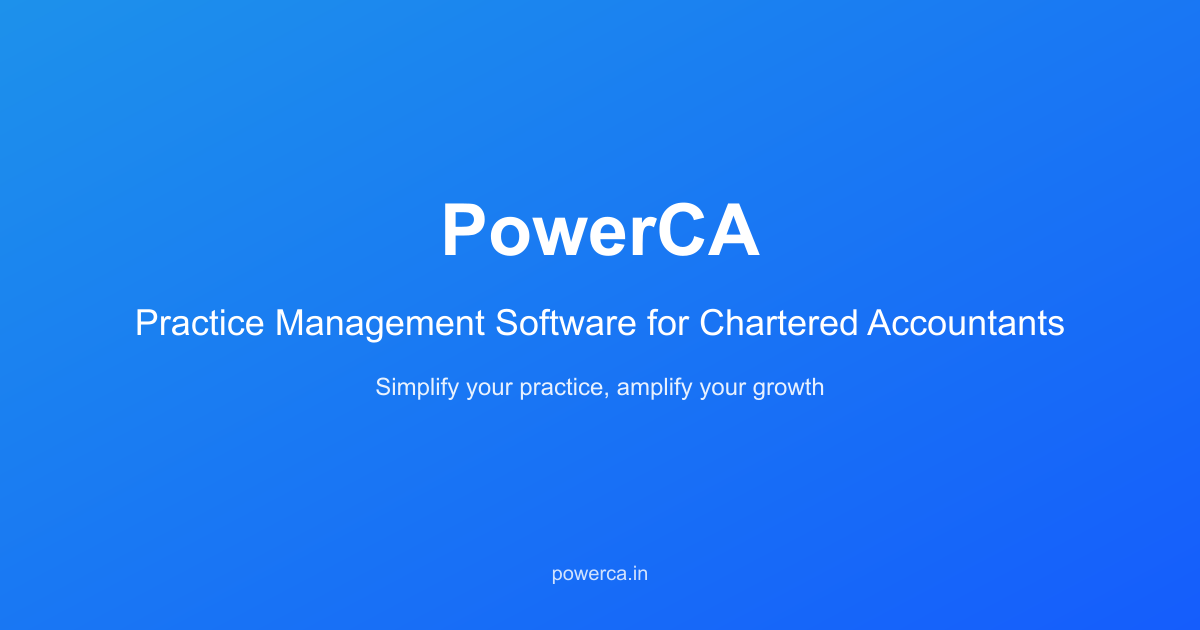 PowerCA
Practice Management Software for Chartered Accountants
Simplify your practice, amplify your growth
powerca.in